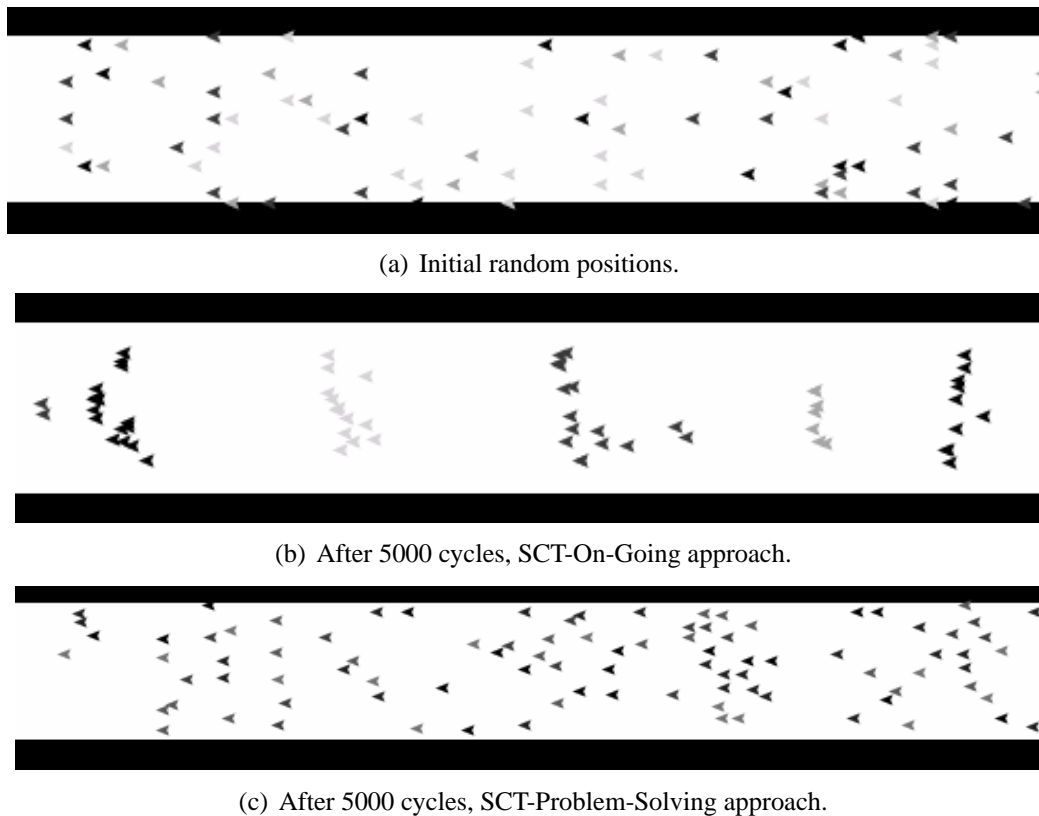 (a) Initial random positions.
(b) After 5000 cycles, SCT-On-Going approach.
(c) After 5000 cycles, SCT-Problem-Solving approach.